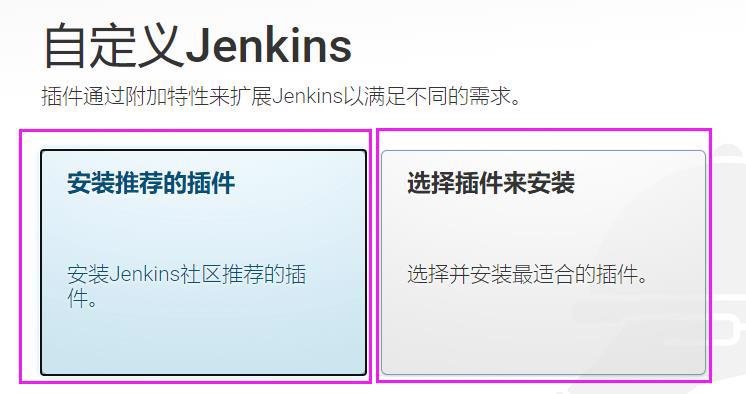 自定义Jenkins
插件通过附加特性来扩展Jenkins以满足不同的需求。
安装推荐的插件
安装Jenkins社区推荐的插
件。
选择插件来安装
选择并安装最适合的插件。